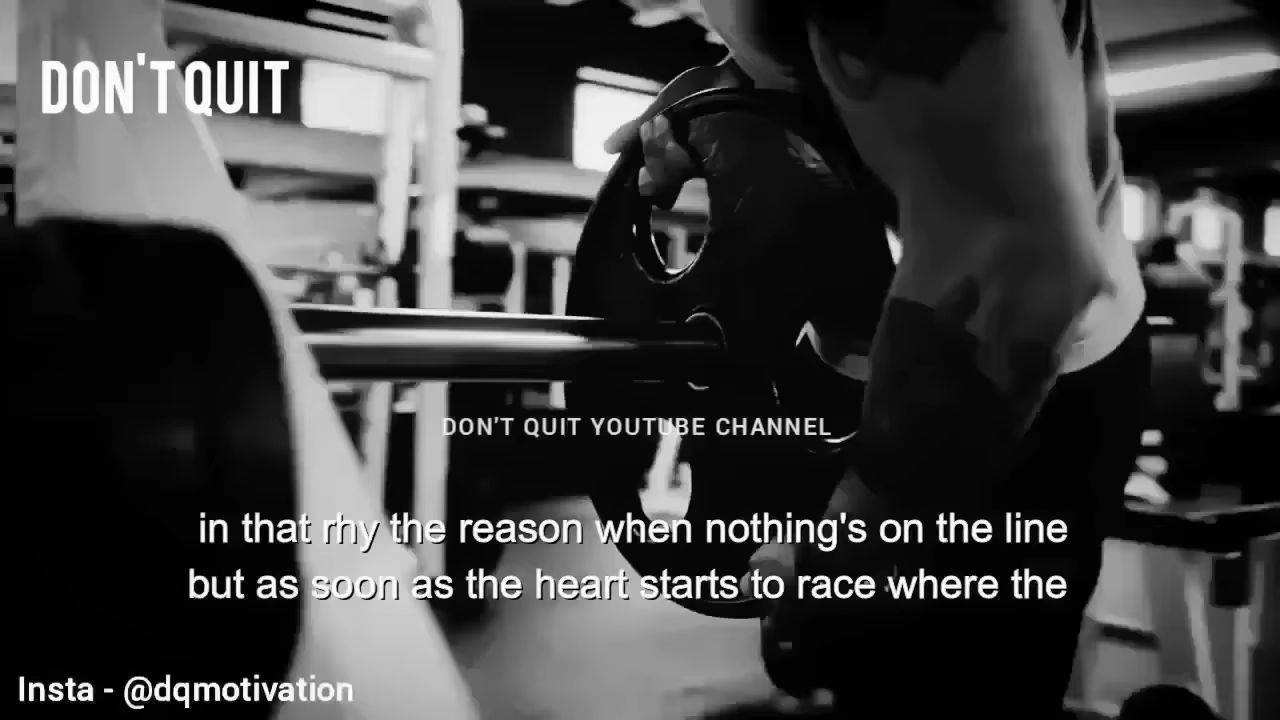 DON'T QUIT
DON'T QUIT YOUTUBE CHANNEL
in that rhy the reason when nothing's on the line
but as soon as the heart starts to race where the
Insta - @dqmotivation